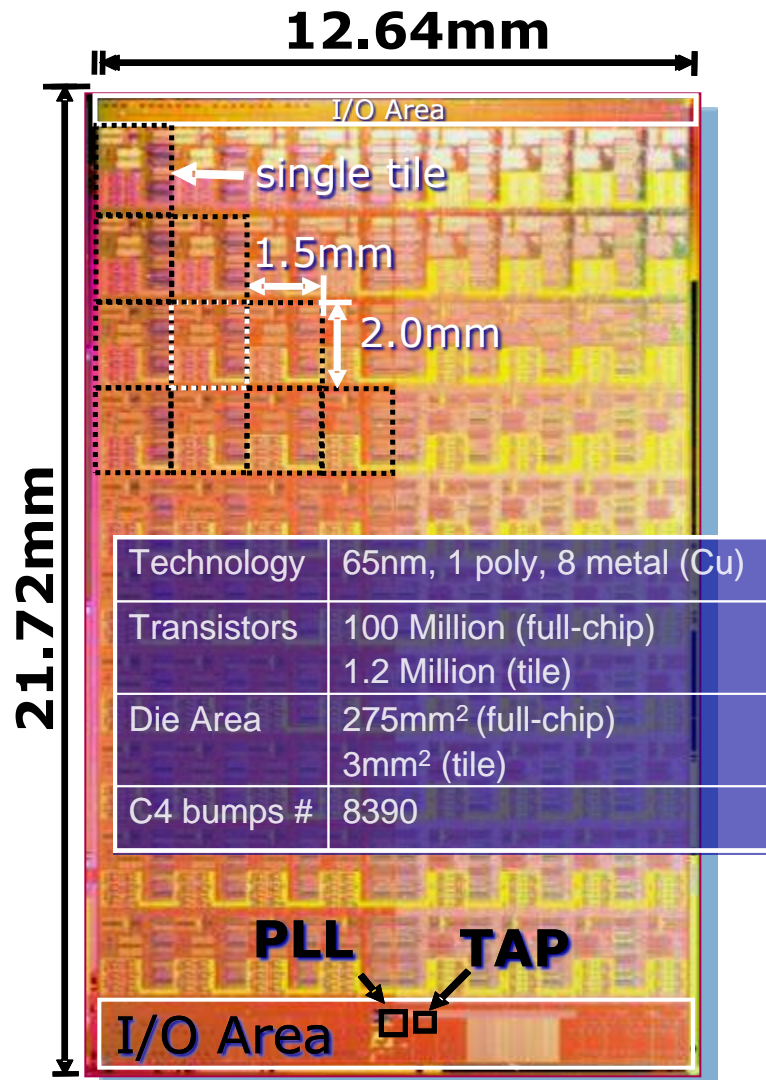 12.64mm
I/O Area
single tile
1.5mm
2.0mm
21.72mm
Technology 65nm, 1 poly, 8 metal (Cu)
Transistors 100 Million (full-chip)
1.2 Million (tile)
Die Area 275mm² (full-chip)
3mm² (tile)
C4 bumps # 8390
PLL TAP
I/O Area